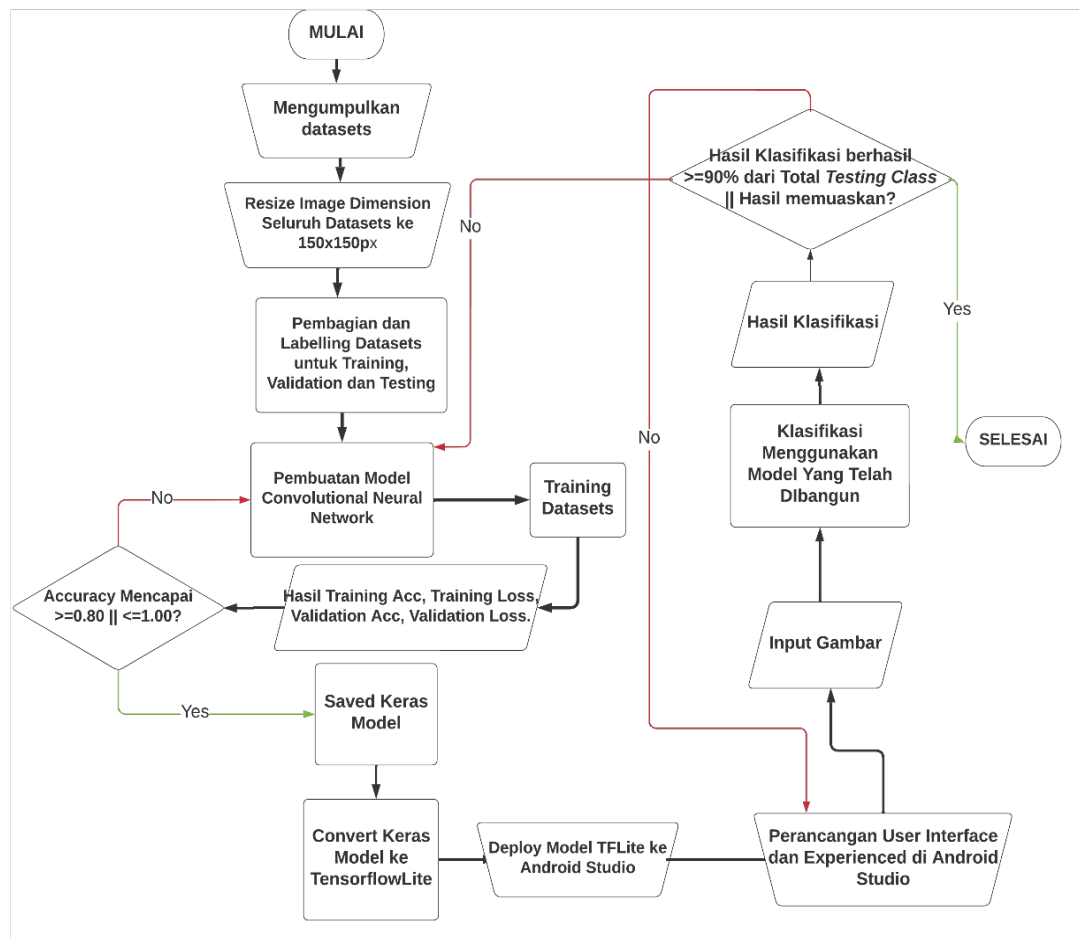 MULAI
Mengumpulkan
datasets
Resize Image Dimension
Seluruh Datasets ke
150x150px
Pembagian dan
Labelling Datasets
untuk Training,
Validation dan Testing
Pembuatan Model
Convolutional Neural
Network
Training
Datasets
Hasil Training Acc, Training Loss,
Validation Acc, Validation Loss.
Accuracy Mencapai
>=0.80 || <=1.00?
No
Yes
Saved Keras
Model
Convert Keras
Model ke
TensorflowLite
Deploy Model TFLite ke
Android Studio
Perancangan User Interface
dan Experienced di Android
Studio
Input Gambar
Klasifikasi
Menggunakan
Model Yang Telah
DIbangun
Hasil Klasifikasi
Hasil Klasifikasi berhasil
>=90% dari Total Testing Class
|| Hasil memuaskan?
No
No
Yes
SELESAI